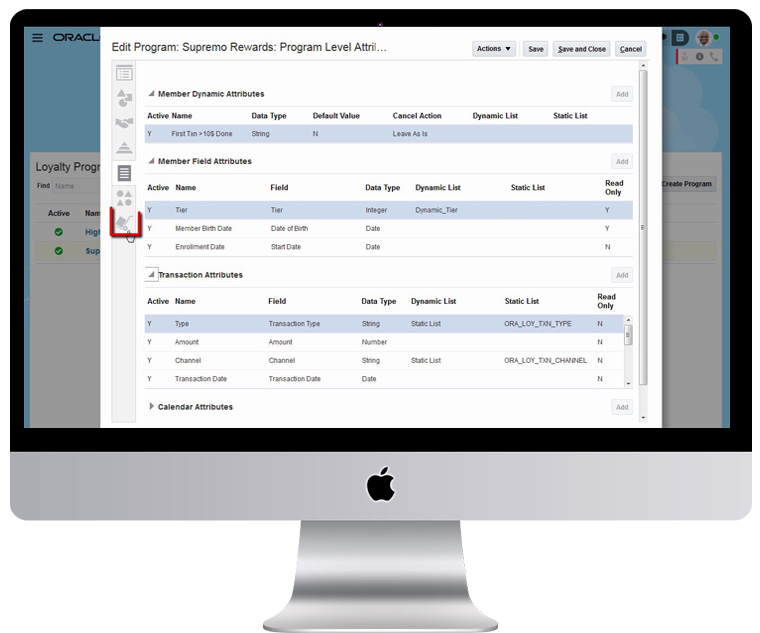 ORACL
Edit Program: Supremo Rewards: Program Level Attri...
Actions
Save
Save and Close
Cancel
Member Dynamic Attributes
Add
Active Name Data Type Default Value Cancel Action Dynamic List Static List
Y First Txn >10$ Done String N Leave As Is
Member Field Attributes
Add
Active Name Field Data Type Dynamic List Static List Read Only
Y Tier Tier Integer Dynamic_Tier Y
Y Member Birth Date Date of Birth Date Y
Y Enrollment Date Start Date Date N
Transaction Attributes
Add
Active Name Field Data Type Dynamic List Static List Read Only
Y Type Transaction Type String Static List ORA_LOY_TXN_TYPE N
Y Amount Amount Number N
Y Channel Channel String Static List ORA_LOY_TXN_CHANNEL N
Y Transaction Date Transaction Date Date N
Calendar Attributes
Add
Loyalty Progr
Find Name
Create Program
Active Nam
High
Sup